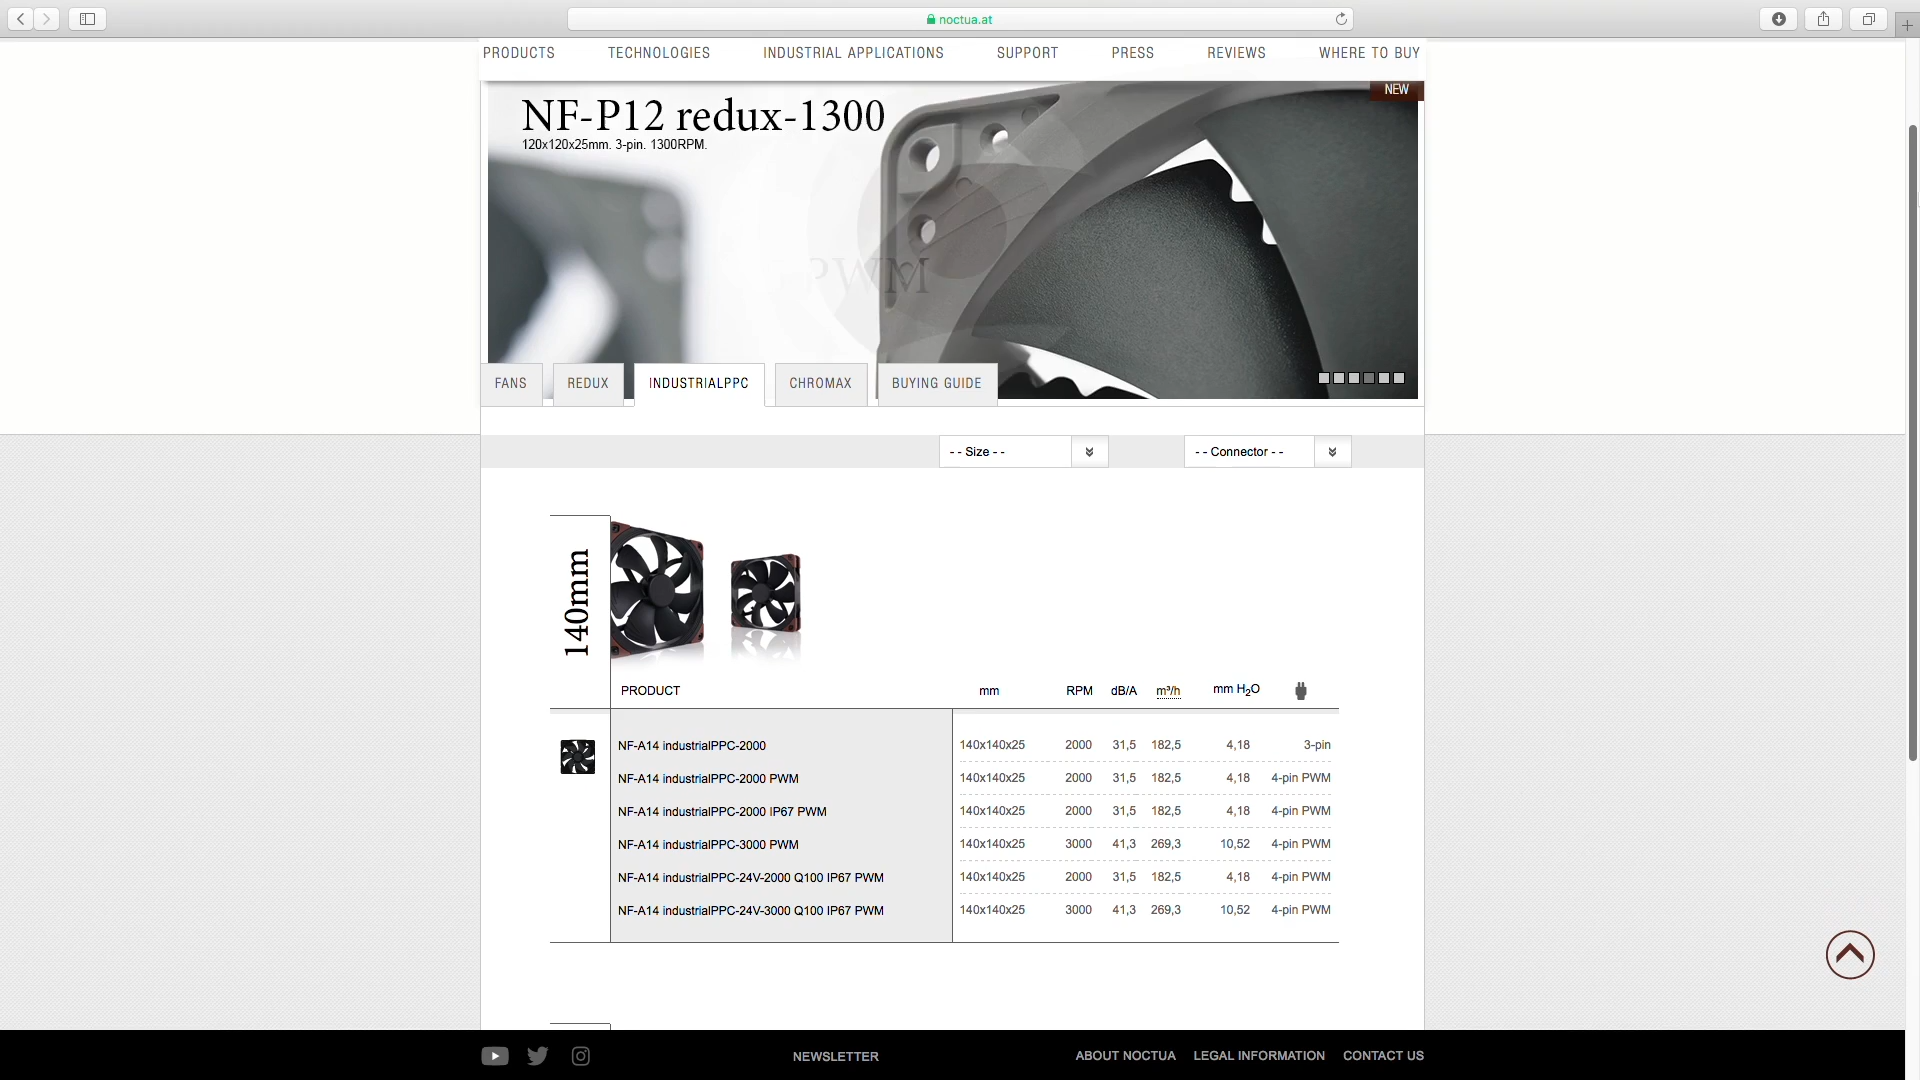 noctua.at
PRODUCTS TECHNOLOGIES INDUSTRIAL APPLICATIONS SUPPORT PRESS REVIEWS WHERE TO BUY
NEW
NF-P12 redux-1300
120x120x25mm. 3-pin. 1300RPM.
PWM
FANS REDUX INDUSTRIALPPC CHROMAX BUYING GUIDE
- - Size - - - - Connector - -
140mm
PRODUCT mm RPM dB/A m³/h mm H₂O
NF-A14 industrialPPC-2000 140x140x25 2000 31,5 182,5 4,18 3-pin
NF-A14 industrialPPC-2000 PWM 140x140x25 2000 31,5 182,5 4,18 4-pin PWM
NF-A14 industrialPPC-2000 IP67 PWM 140x140x25 2000 31,5 182,5 4,18 4-pin PWM
NF-A14 industrialPPC-3000 PWM 140x140x25 3000 41,3 269,3 10,52 4-pin PWM
NF-A14 industrialPPC-24V-2000 Q100 IP67 PWM 140x140x25 2000 31,5 182,5 4,18 4-pin PWM
NF-A14 industrialPPC-24V-3000 Q100 IP67 PWM 140x140x25 3000 41,3 269,3 10,52 4-pin PWM
NEWSLETTER ABOUT NOCTUA LEGAL INFORMATION CONTACT US